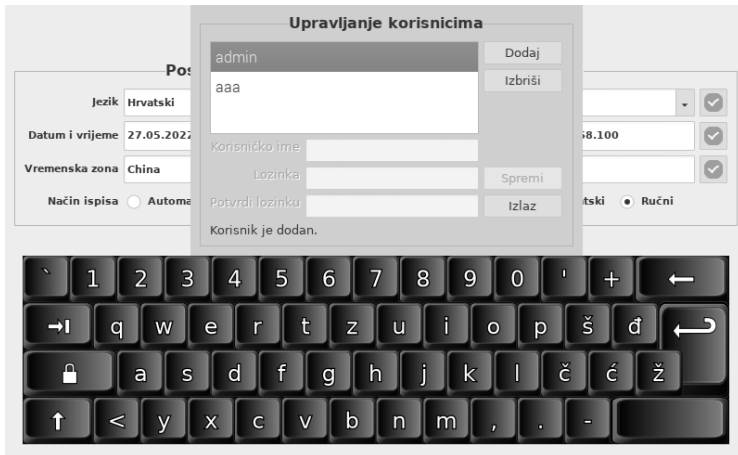 Upravljanje korisnicima
admin
aaa
Dodaj
Izbriši
Korisničko ime
Lozinka
Potvrdi lozinku
Spremi
Izlaz
Korisnik je dodan.
Pos
Jezik Hrvatski
Datum i vrijeme 27.05.2022
68.100
Vremenska zona China
Način ispisa Automa
tski Ručni
` 1 2 3 4 5 6 7 8 9 0 ' +
q w e r t z u i o p š đ
a s d f g h j k l č ć ž
< y x c v b n m , . -